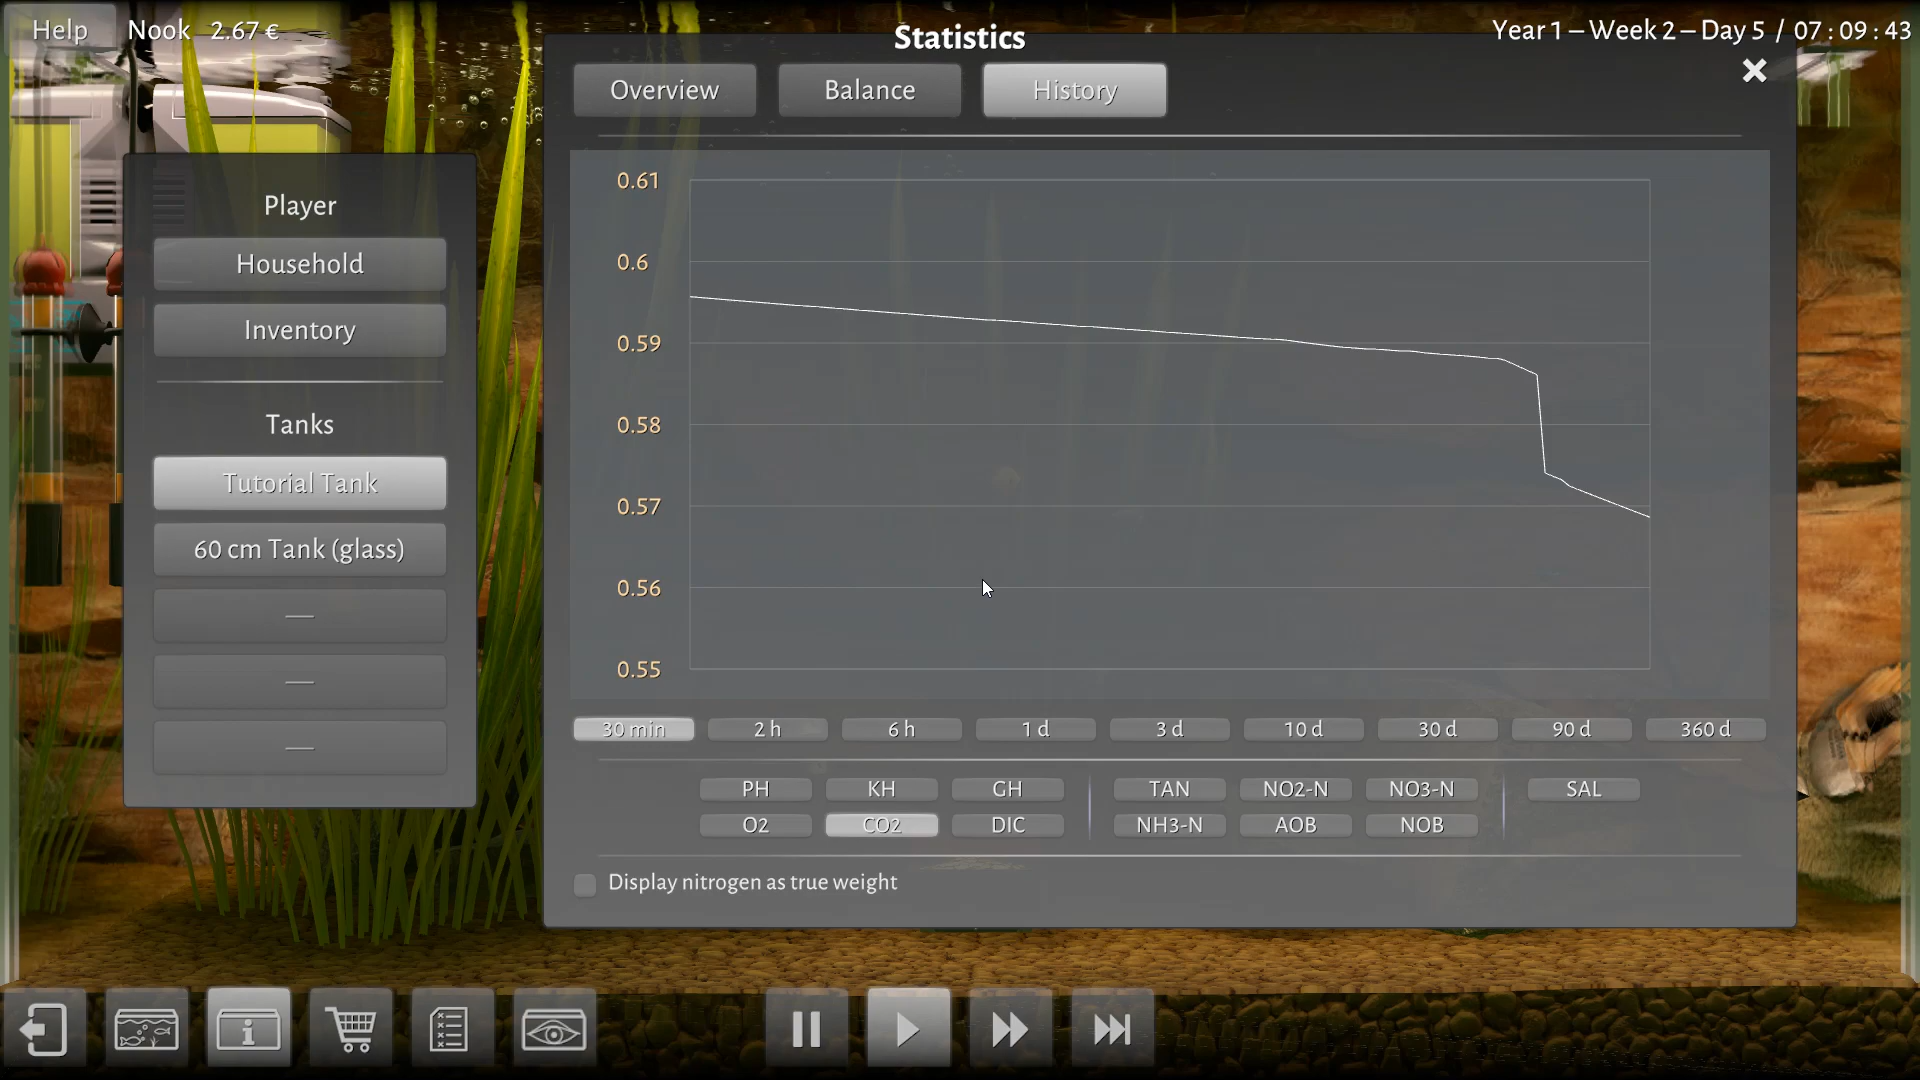 Help Nook 2.67 € Statistics Year 1 – Week 2 – Day 5 / 07 : 09 : 43
Overview Balance History
Player
Household
Inventory
Tanks
Tutorial Tank
60 cm Tank (glass)
—
—
—
0.61
0.6
0.59
0.58
0.57
0.56
0.55
30 min 2 h 6 h 1 d 3 d 10 d 30 d 90 d 360 d
PH KH GH TAN NO2-N NO3-N SAL
O2 CO2 DIC NH3-N AOB NOB
Display nitrogen as true weight